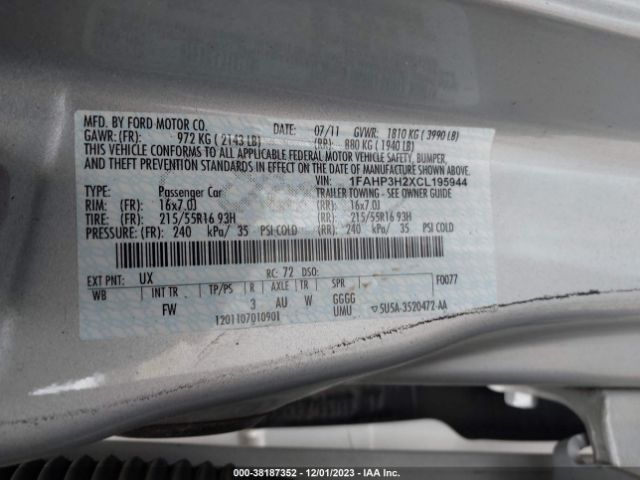 MFD. BY FORD MOTOR CO.
DATE: 07/11 GVWR: 1810 KG ( 3990 LB)
GAWR: (FR): 972 KG ( 2143 LB) (RR): 880 KG ( 1940 LB)
THIS VEHICLE CONFORMS TO ALL APPLICABLE FEDERAL MOTOR VEHICLE SAFETY, BUMPER,
AND THEFT PREVENTION STANDARDS IN EFFECT ON THE DATE OF MANUFACTURE SHOWN ABOVE.
VIN: 1FAHP3H2XCL195944
TYPE: Passenger Car TRAILER TOWING - SEE OWNER GUIDE
RIM: (FR): 16x7.0J (RR): 16x7.0J
TIRE: (FR): 215/55R16 93H (RR): 215/55R16 93H
PRESSURE: (FR): 240 kPa/ 35 PSI COLD (RR): 240 kPa/ 35 PSI COLD
EXT PNT: UX RC: 72 DSO: F0077
WB INT TR TP/PS R AXLE TR SPR
FW 3 AU W GGGG
1201107010901 UMU 5U5A-3520472-AA
000-38187352 / 12/01/2023 - IAA Inc.